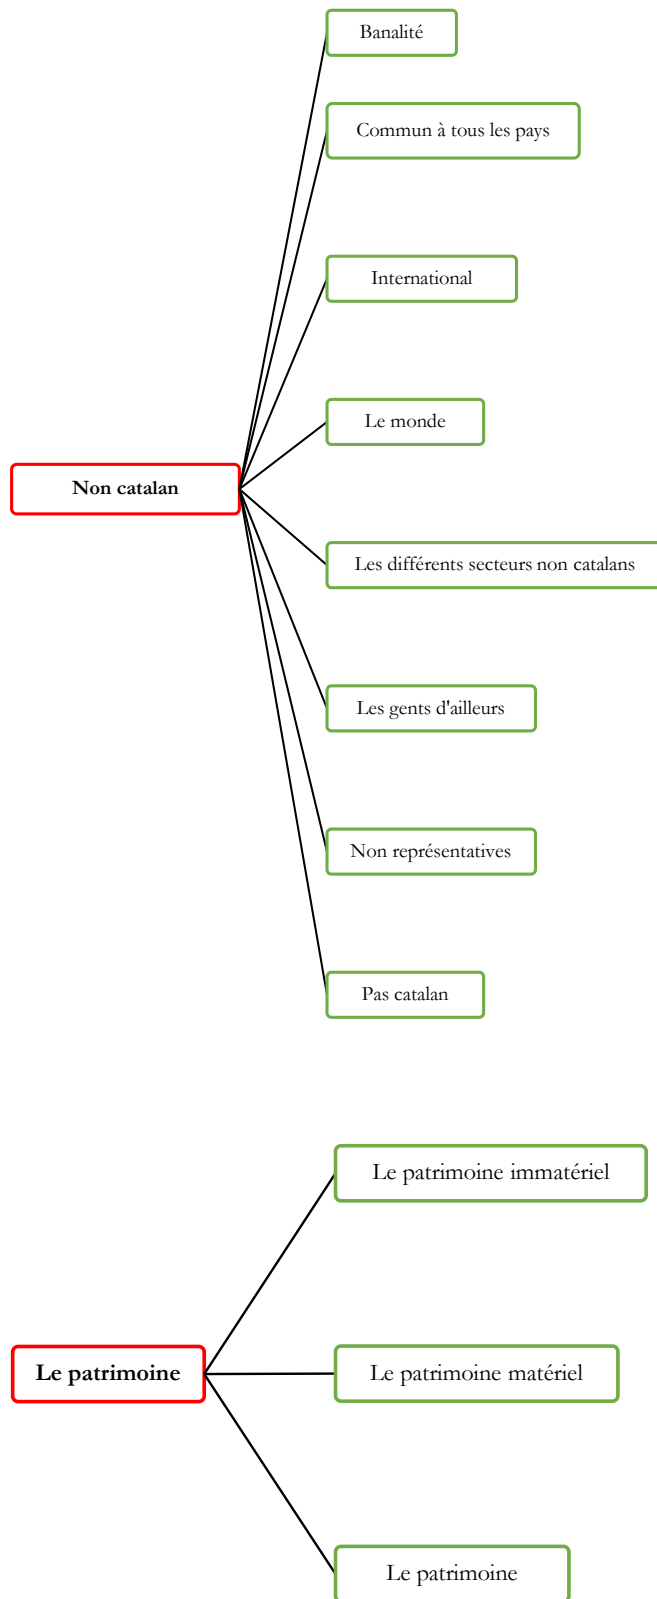 Banalité
Commun à tous les pays
International
Le monde
Non catalan
Les différents secteurs non catalans
Les gents d'ailleurs
Non représentatives
Pas catalan
Le patrimoine immatériel
Le patrimoine
Le patrimoine matériel
Le patrimoine